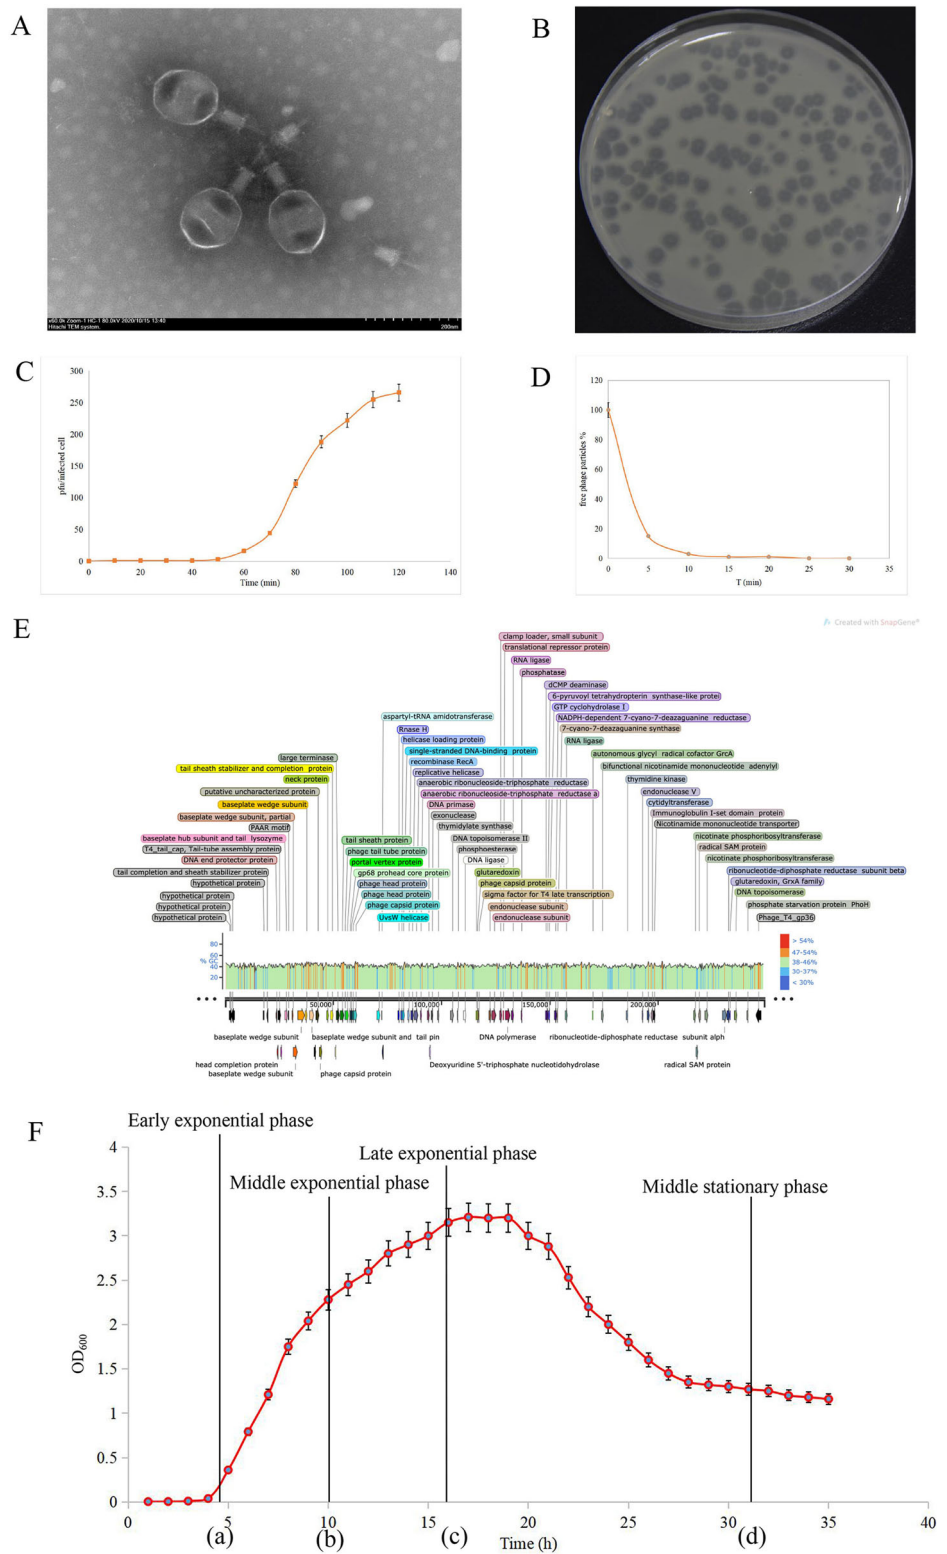 A
B
x60.0k Zoom-1 HC-1 80.0kV 2020/10/15 13:40
Hitachi TEM system.
200nm
C
300
250
200
150
100
50
0
pfu/infected cell
0 20 40 60 80 100 120 140
Time (min)
D
120
100
80
60
40
20
0
free phage particles %
0 5 10 15 20 25 30 35
T (min)
E
Created with SnapGene®
clamp loader, small subunit
translational repressor protein
RNA ligase
phosphatase
dCMP deaminase
6-pyruvoyl tetrahydropterin synthase-like protei
GTP cyclohydrolase I
NADPH-dependent 7-cyano-7-deazaguanine reductase
7-cyano-7-deazaguanine synthase
RNA ligase
autonomous glycyl radical cofactor GrcA
bifunctional nicotinamide mononucleotide adenylyl
thymidine kinase
endonuclease V
cytidyltransferase
Immunoglobulin I-set domain protein
Nicotinamide mononucleotide transporter
nicotinate phosphoribosyltransferase
radical SAM protein
nicotinate phosphoribosyltransferase
ribonucleotide-diphosphate reductase subunit beta
glutaredoxin, GrxA family
DNA topoisomerase
phosphate starvation protein PhoH
Phage_T4_gp36
aspartyl-tRNA amidotransferase
Rnase H
helicase loading protein
single-stranded DNA-binding protein
recombinase RecA
replicative helicase
anaerobic ribonucleoside-triphosphate reductase
anaerobic ribonucleoside-triphosphate reductase a
DNA primase
exonuclease
thymidylate synthase
DNA topoisomerase II
phosphoesterase
DNA ligase
glutaredoxin
phage capsid protein
sigma factor for T4 late transcription
endonuclease subunit
endonuclease subunit
large terminase
tail sheath stabilizer and completion protein
neck protein
putative uncharacterized protein
baseplate wedge subunit
baseplate wedge subunit, partial
PAAR motif
baseplate hub subunit and tail lysozyme
T4_tail_cap, Tail-tube assembly protein
DNA end protector protein
tail completion and sheath stabilizer protein
hypothetical protein
hypothetical protein
hypothetical protein
hypothetical protein
tail sheath protein
phage tail tube protein
portal vertex protein
gp68 prohead core protein
phage head protein
phage head protein
phage capsid protein
UvsW helicase
80
60
% GC
40
20
> 54%
47-54%
38-46%
30-37%
< 30%
50,000 100,000 150,000 200,000
baseplate wedge subunit baseplate wedge subunit and tail pin DNA polymerase ribonucleotide-diphosphate reductase subunit alph
head completion protein Deoxyuridine 5'-triphosphate nucleotidohydrolase radical SAM protein
baseplate wedge subunit phage capsid protein
F
Early exponential phase
Late exponential phase
Middle exponential phase
Middle stationary phase
4
3.5
3
2.5
2
1.5
1
0.5
0
OD600
0 5 10 15 20 25 30 35 40
(a) (b) (c) (d)
Time (h)